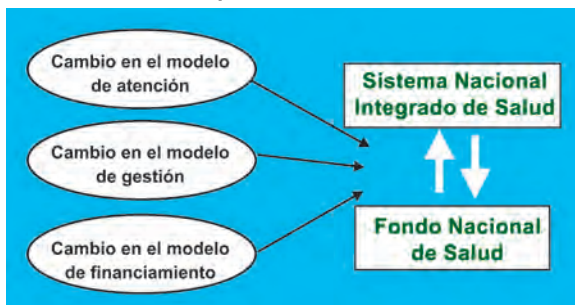 Cambio en el modelo
de atención
Cambio en el modelo
de gestión
Cambio en el modelo
de financiamiento
Sistema Nacional
Integrado de Salud
Fondo Nacional
de Salud